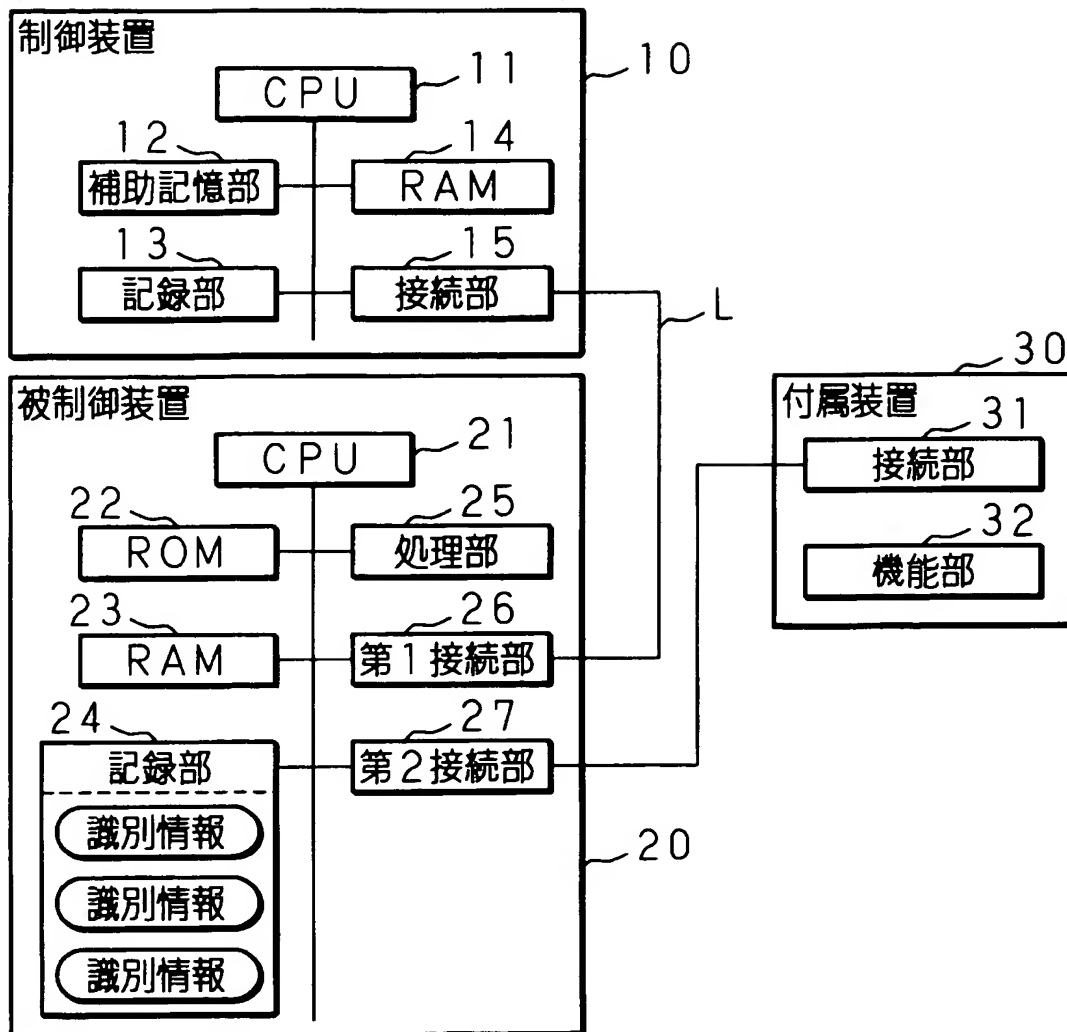 制御装置
10
11
CPU
12
14
補助記憶部
RAM
13
15
記録部
接続部
L
被制御装置
21
CPU
22
25
ROM
処理部
23
26
RAM
第1接続部
24
27
記録部
第2接続部
識別情報
識別情報
識別情報
20
30
付属装置
31
接続部
32
機能部